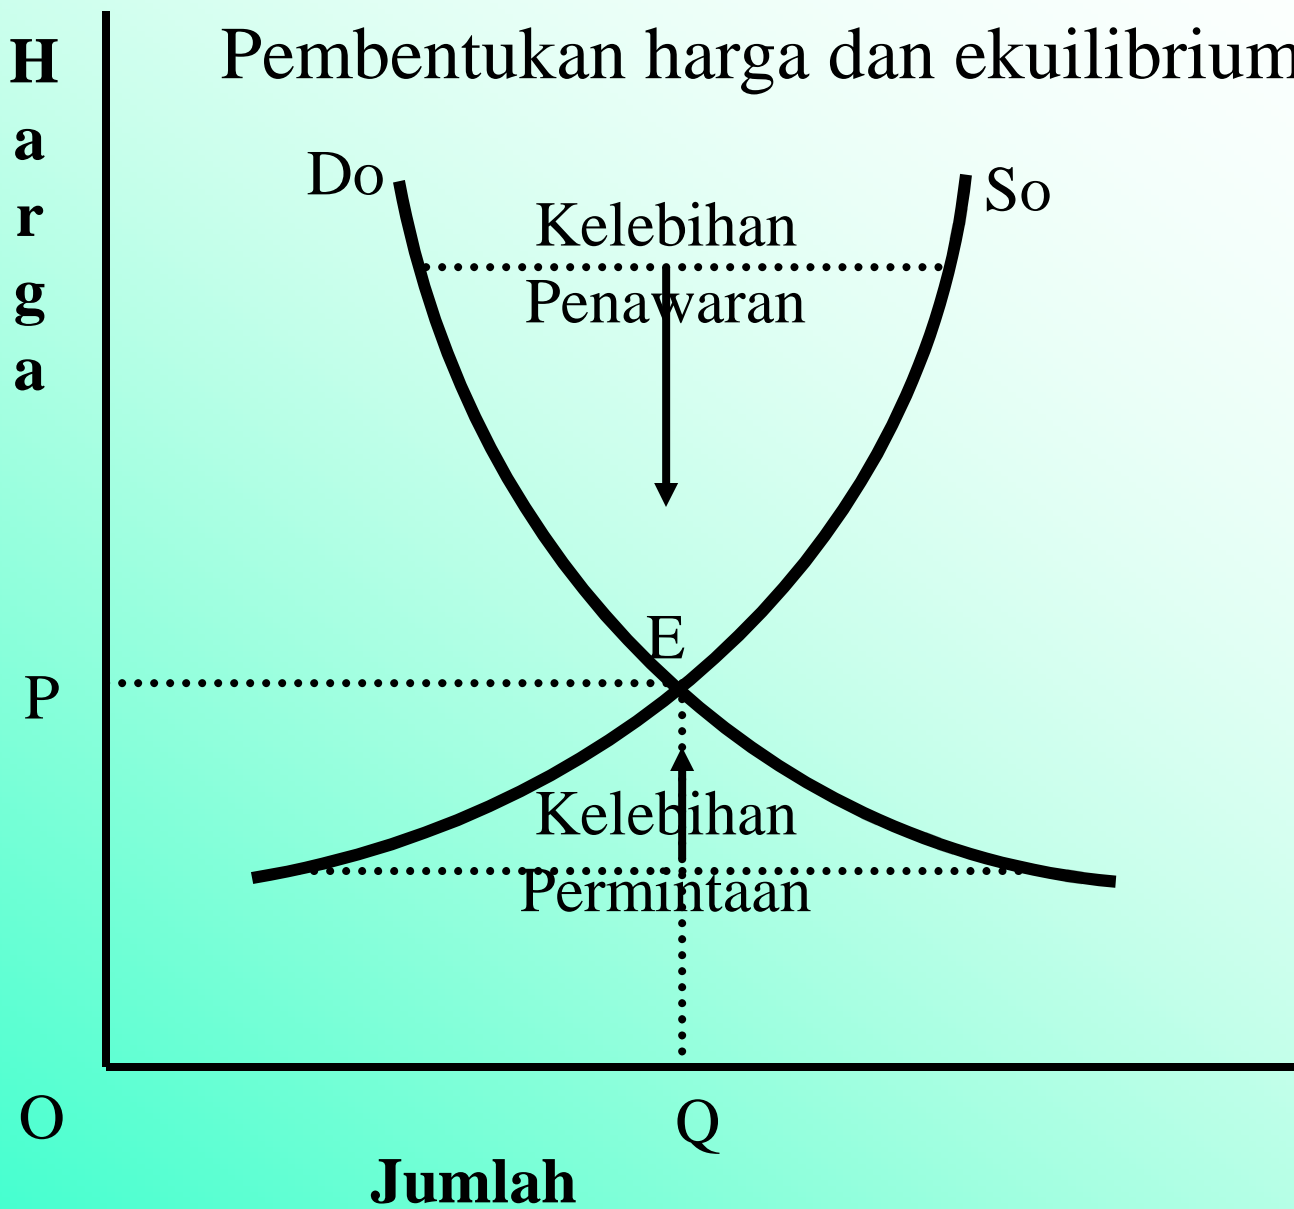 Pembentukan harga dan ekuilibrium
H
a
r
g
a
Do
So
Kelebihan
Penawaran
E
P
Kelebihan
Permintaan
O
Q
Jumlah